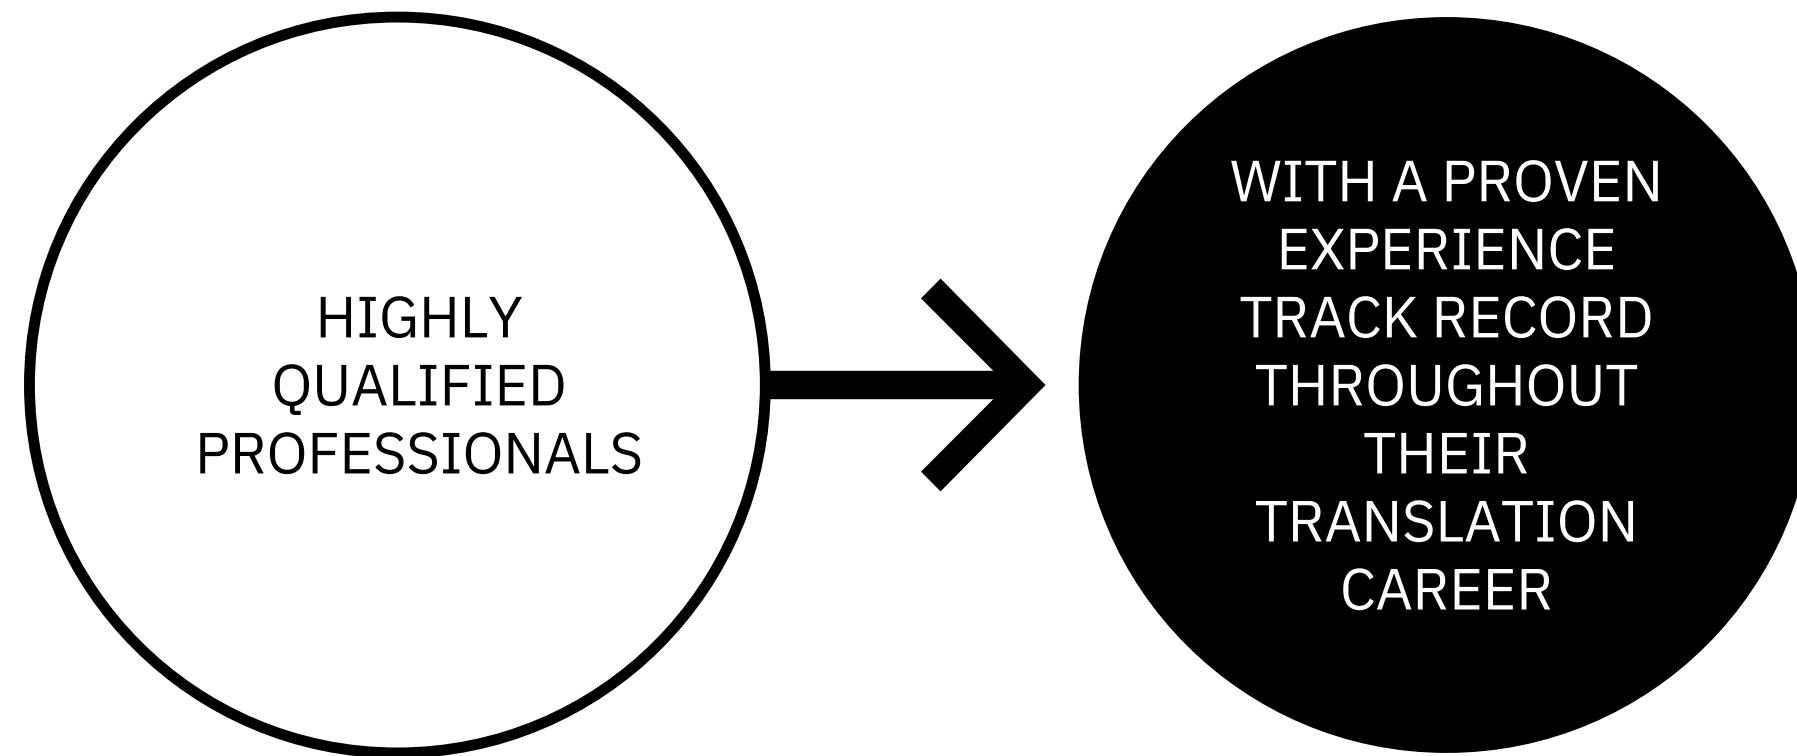 HIGHLY
QUALIFIED
PROFESSIONALS
WITH A PROVEN
EXPERIENCE
TRACK RECORD
THROUGHOUT
THEIR
TRANSLATION
CAREER